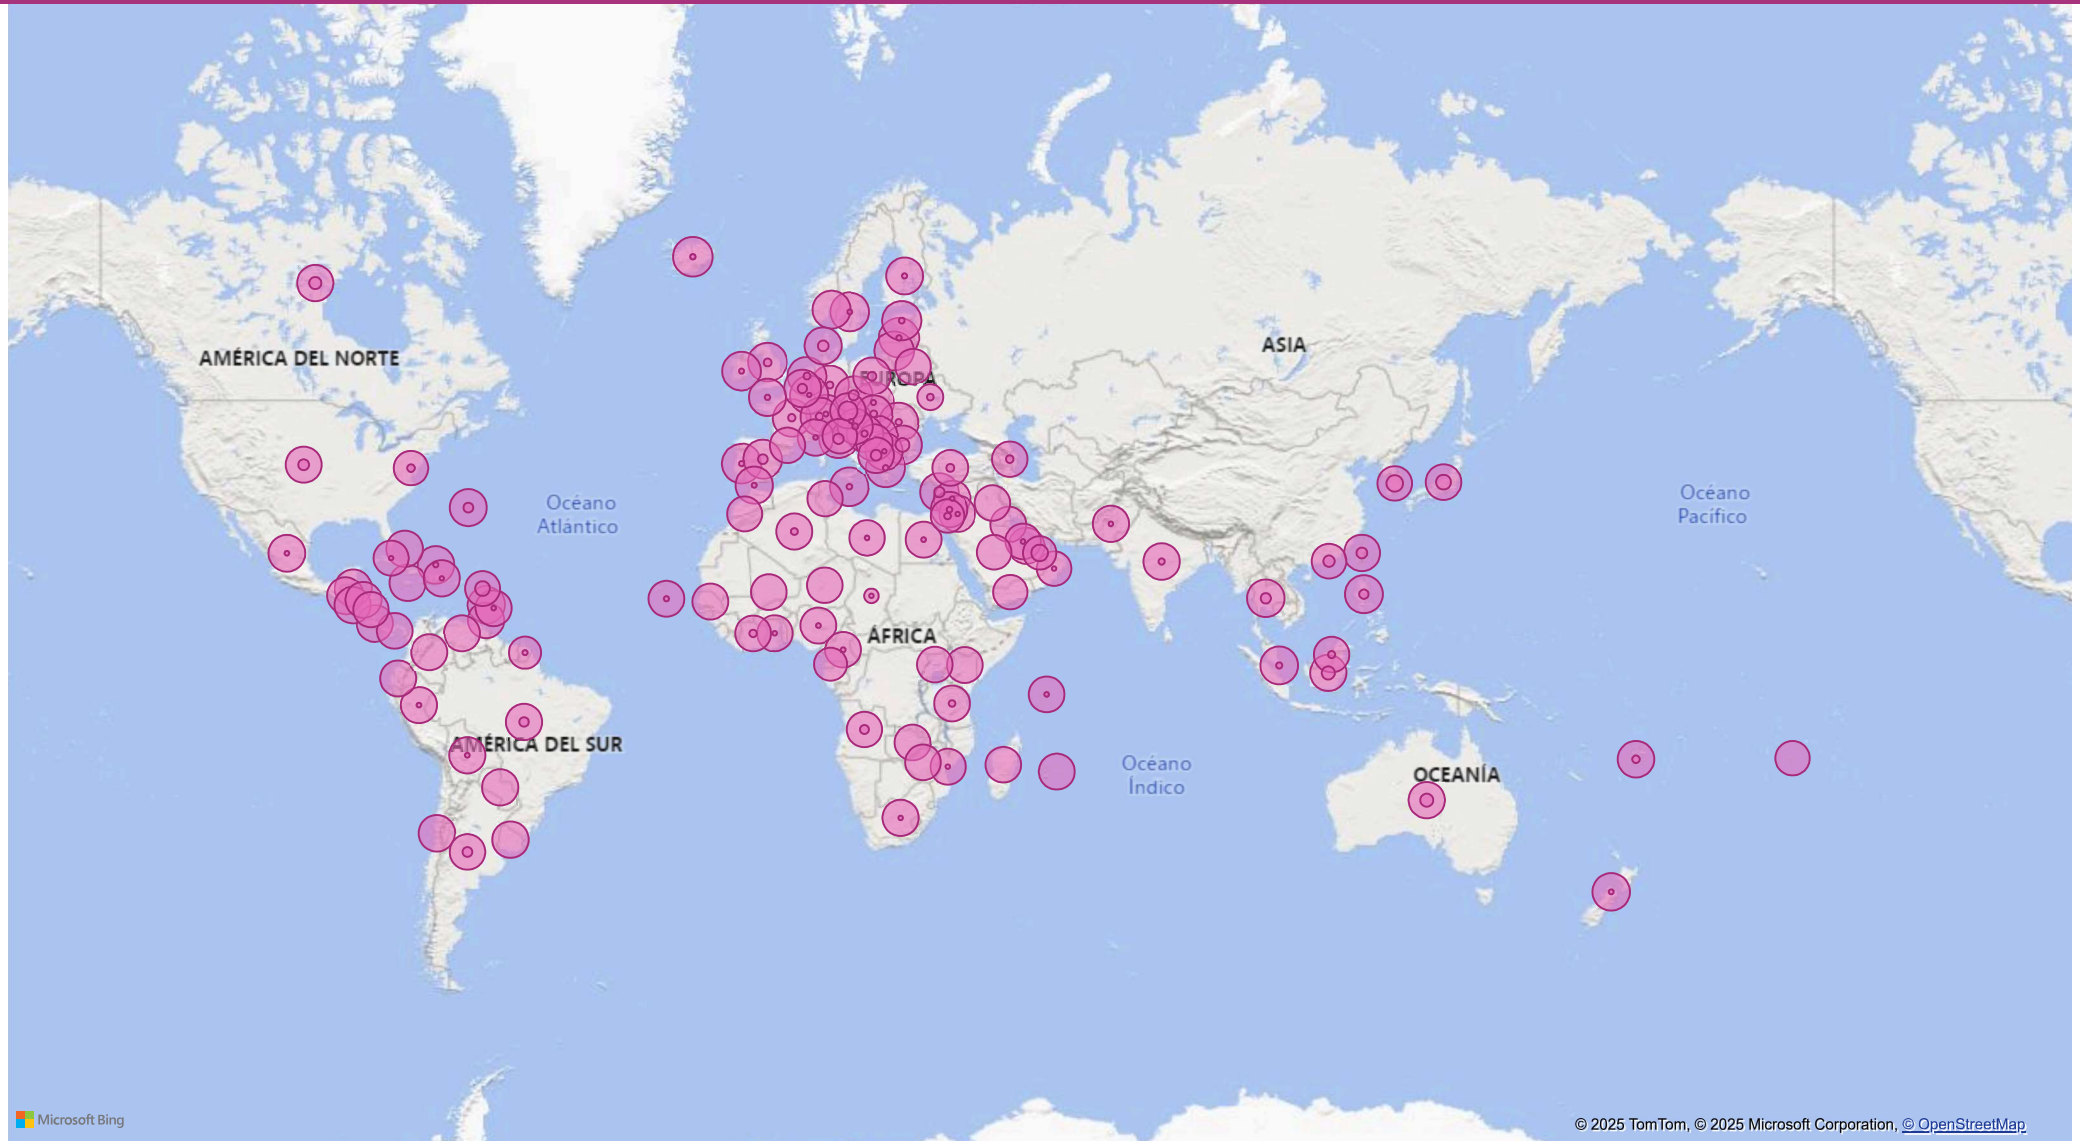 AMÉRICA DEL NORTE
EUROPA
ASIA
Océano
Atlántico
Océano
Pacífico
ÁFRICA
AMÉRICA DEL SUR
Océano
Índico
OCEANÍA
Microsoft Bing
© 2025 TomTom, © 2025 Microsoft Corporation, © OpenStreetMap